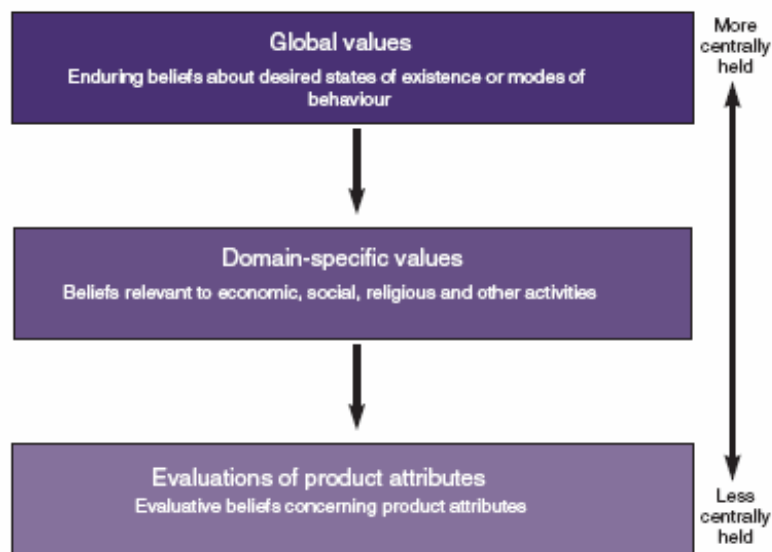 Global values
Enduring beliefs about desired states of existence or modes of
behaviour
More
centrally
held
Domain-specific values
Beliefs relevant to economic, social, religious and other activities
Evaluations of product attributes
Evaluative beliefs concerning product attributes
Less
centrally
held